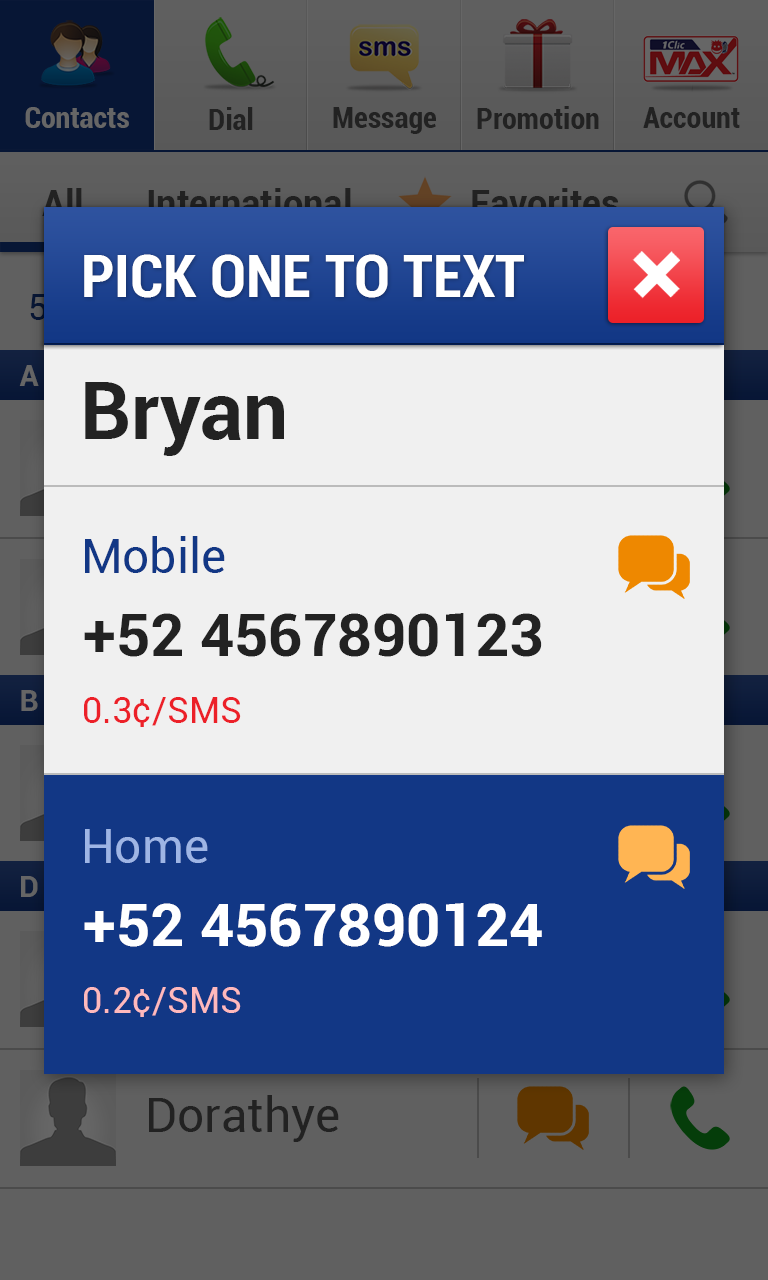 Contacts
Dial
sms
Message
Promotion
1Clic
MAX
Account
All
International
Favorites
PICK ONE TO TEXT
5
A
Bryan
Mobile
+52 4567890123
0.3¢/SMS
B
Home
+52 4567890124
D
0.2¢/SMS
Dorathye